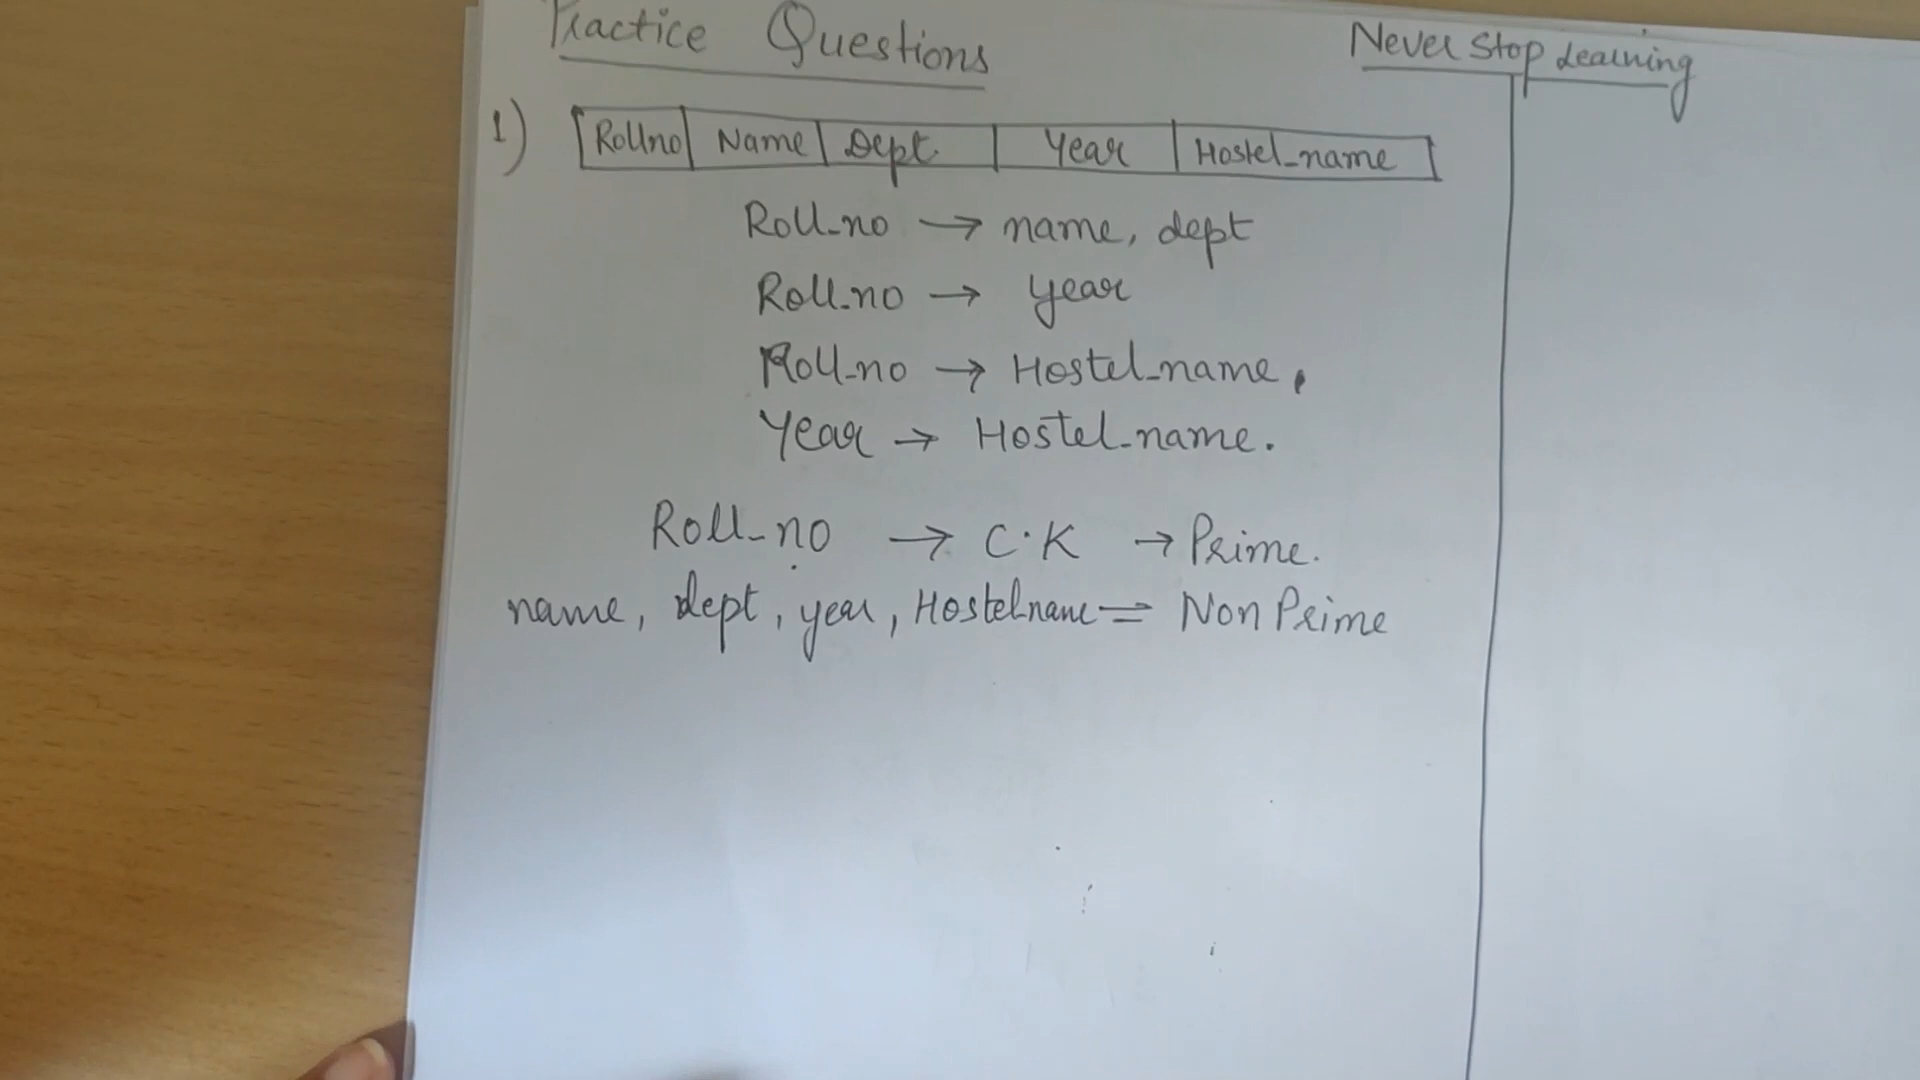 Practice Questions
Never Stop Learning
1) Rollno Name Dept. Year Hostel_name
Roll_no → name, dept
Roll_no → year
Roll_no → Hostel_name,
Year → Hostel_name.
Roll_no → C.K → Prime.
name, dept, year, Hostel_name = Non Prime